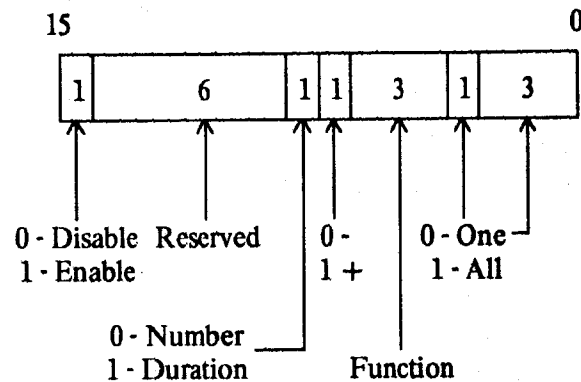 15 0
1 6 1 1 3 1 3
0 - Disable Reserved 0 - 0 - One
1 - Enable 1 + 1 - All
0 - Number
1 - Duration Function